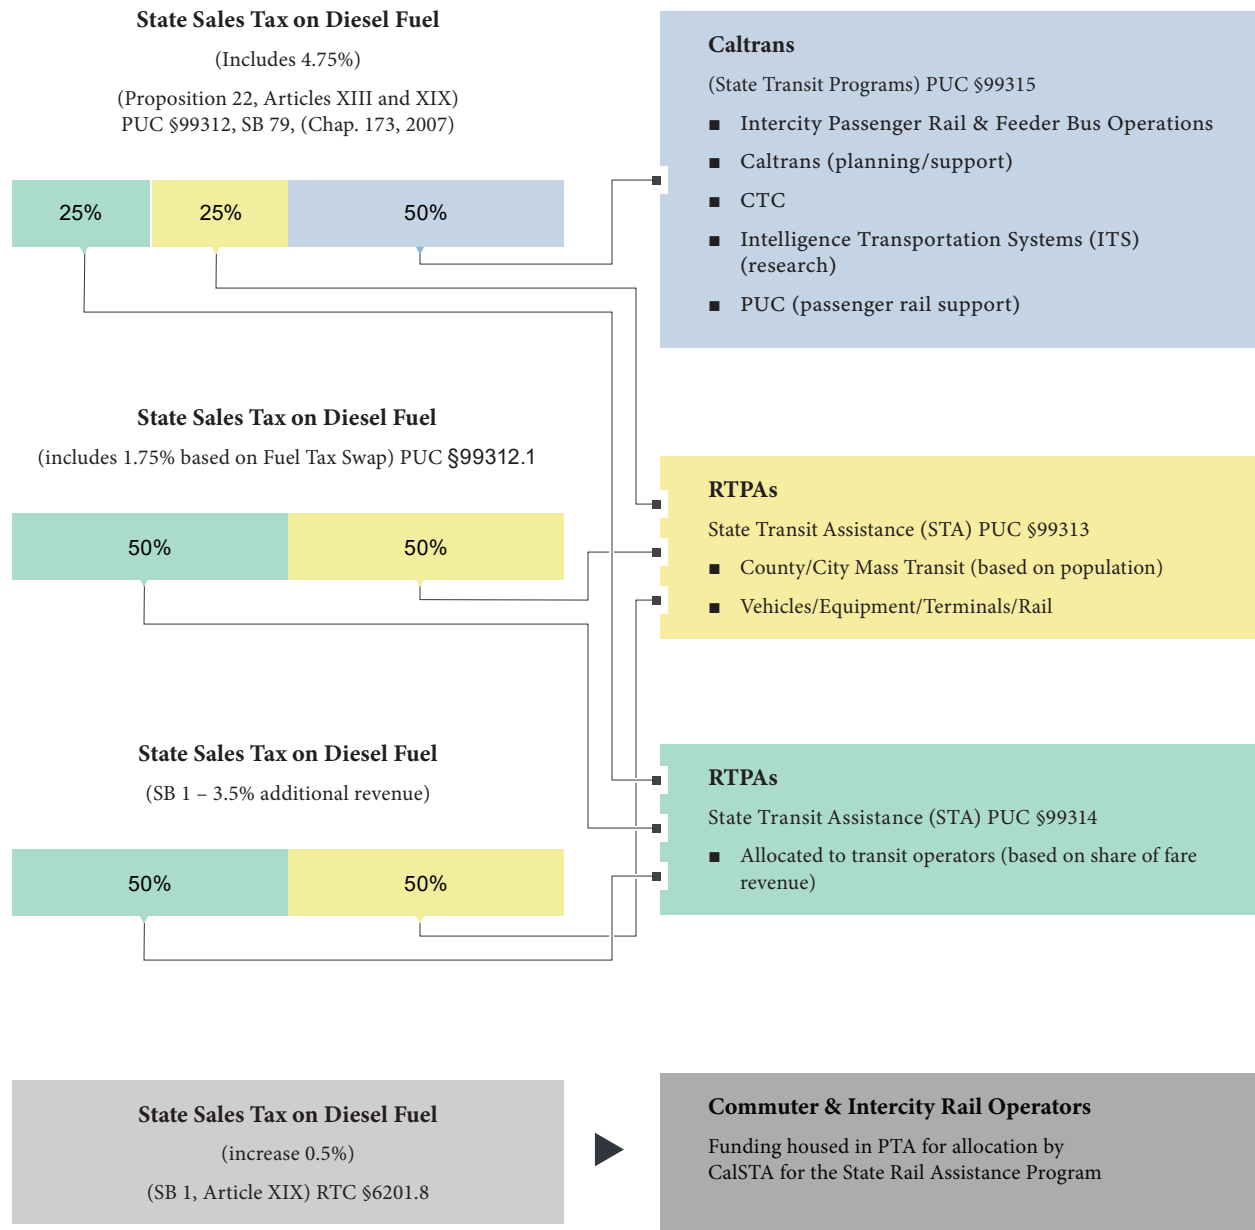 State Sales Tax on Diesel Fuel
(Includes 4.75%)
(Proposition 22, Articles XIII and XIX)
PUC §99312, SB 79, (Chap. 173, 2007)
25%
25%
50%
Caltrans
(State Transit Programs) PUC §99315
■ Intercity Passenger Rail & Feeder Bus Operations
■ Caltrans (planning/support)
■ CTC
■ Intelligence Transportation Systems (ITS)
(research)
■ PUC (passenger rail support)
State Sales Tax on Diesel Fuel
(includes 1.75% based on Fuel Tax Swap) PUC §99312.1
50%
50%
RTPAs
State Transit Assistance (STA) PUC §99313
■ County/City Mass Transit (based on population)
■ Vehicles/Equipment/Terminals/Rail
State Sales Tax on Diesel Fuel
(SB 1 – 3.5% additional revenue)
50%
50%
RTPAs
State Transit Assistance (STA) PUC §99314
■ Allocated to transit operators (based on share of fare
revenue)
State Sales Tax on Diesel Fuel
(increase 0.5%)
(SB 1, Article XIX) RTC §6201.8
Commuter & Intercity Rail Operators
Funding housed in PTA for allocation by
CalSTA for the State Rail Assistance Program